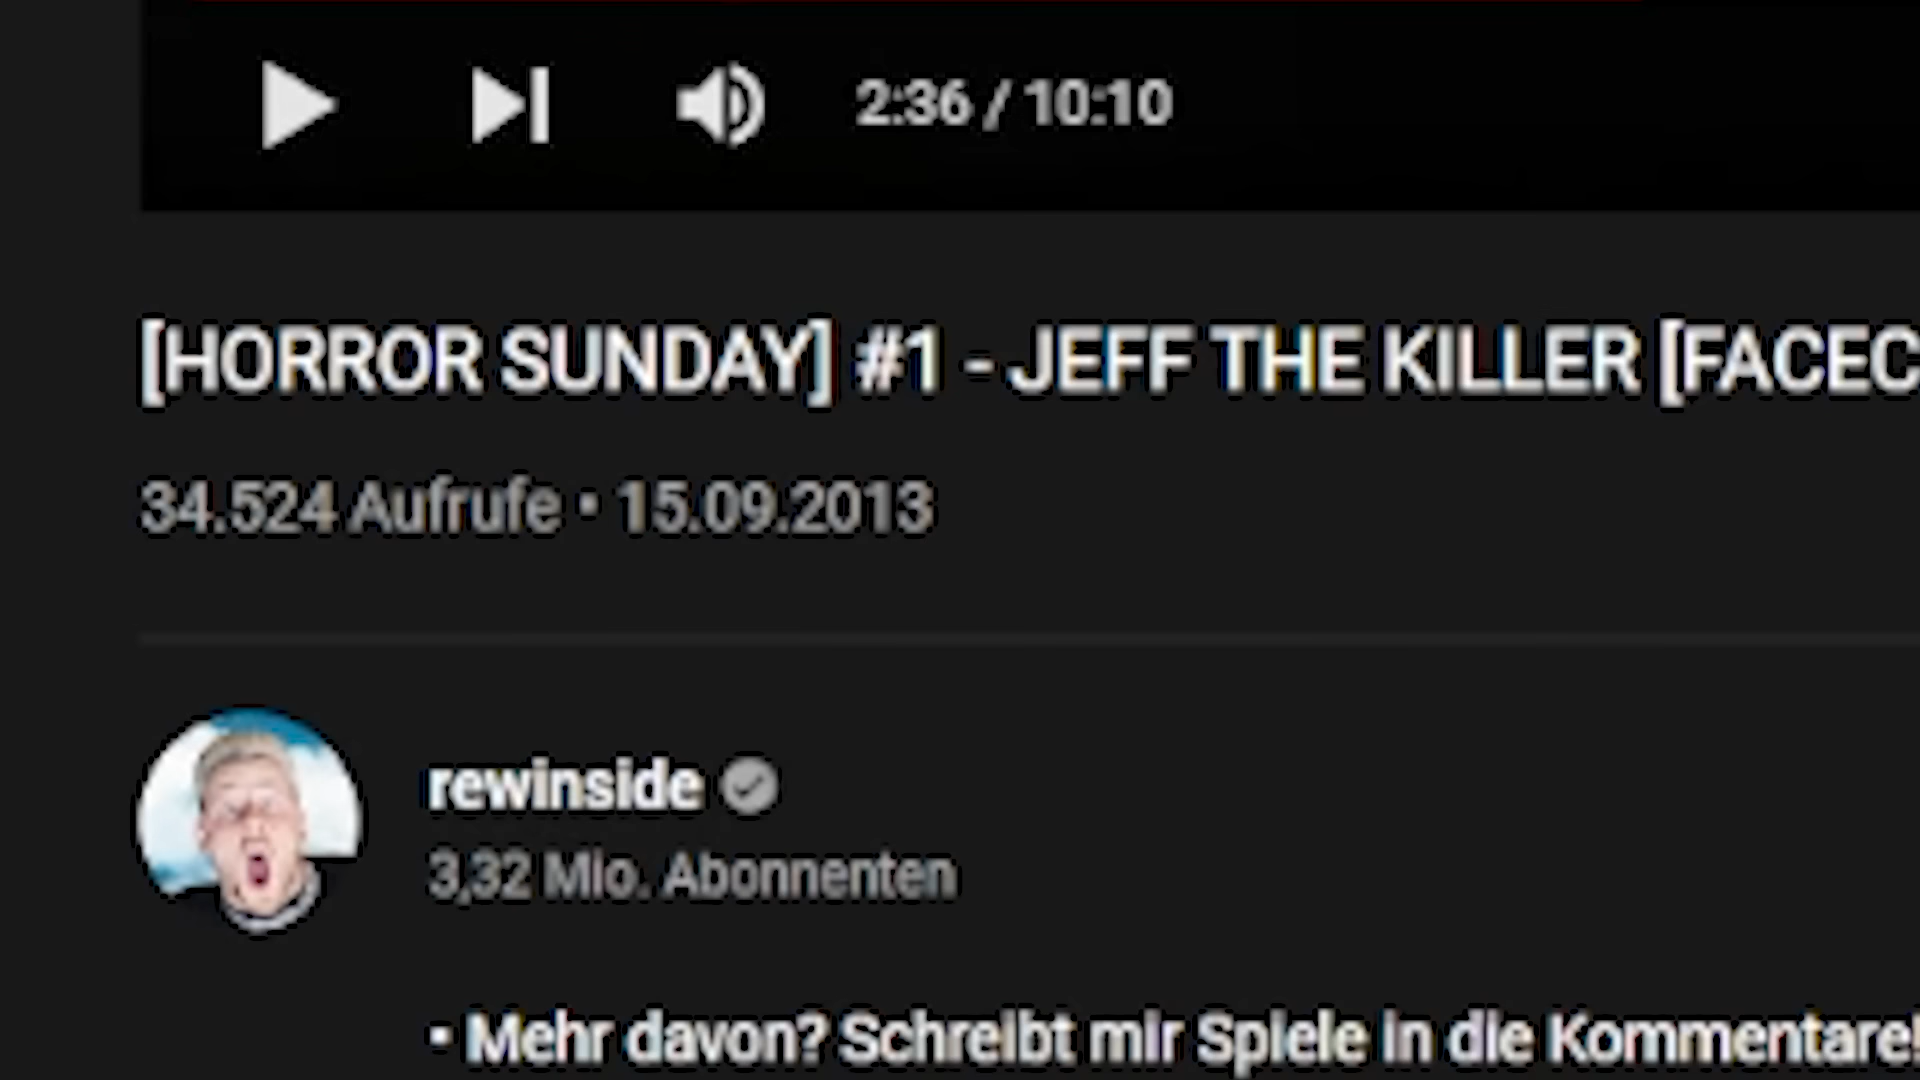 2:36 / 10:10
[HORROR SUNDAY] #1 - JEFF THE KILLER [FACEC
34.524 Aufrufe • 15.09.2013
rewinside
3,32 Mio. Abonnenten
• Mehr davon? Schreibt mir Spiele in die Kommentare!